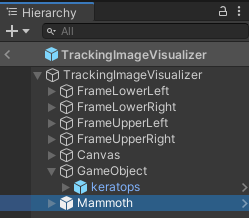 Hierarchy
All
TrackingImageVisualizer
TrackingImageVisualizer
FrameLowerLeft
FrameLowerRight
FrameUpperLeft
FrameUpperRight
Canvas
GameObject
keratops
Mammoth